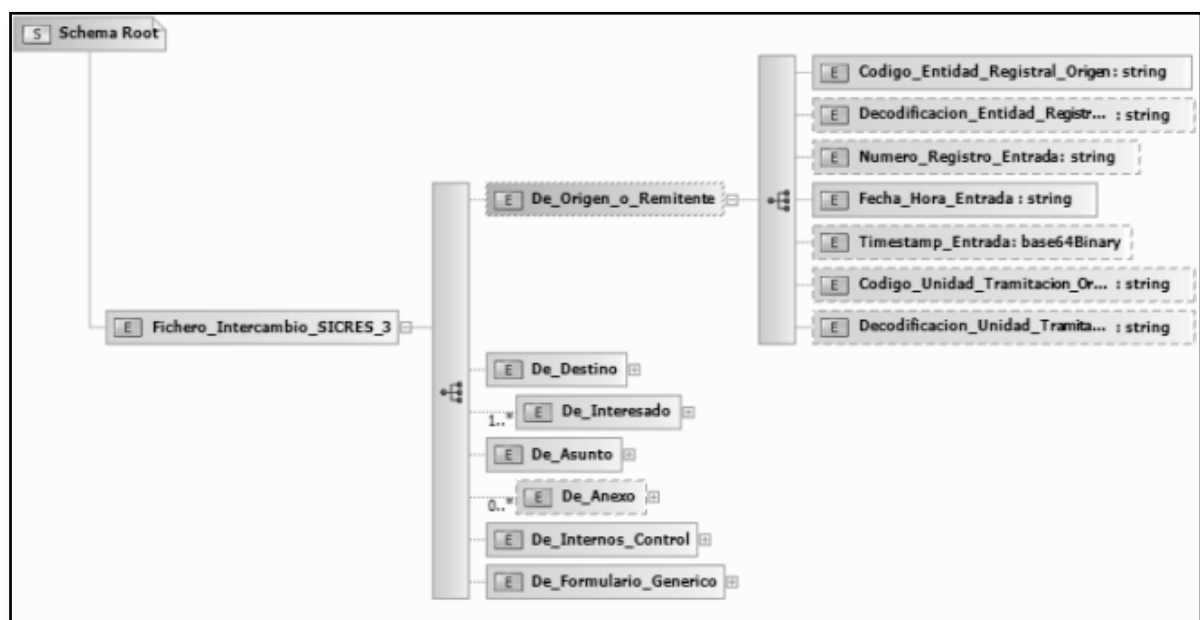 S Schema Root
E Codigo_Entidad_Registral_Origen: string
E Decodificacion_Entidad_Registr... : string
E Numero_Registro_Entrada: string
E De_Origen_o_Remitente
E Fecha_Hora_Entrada : string
E Timestamp_Entrada: base64Binary
E Codigo_Unidad_Tramitacion_Or... : string
E Fichero_Intercambio_SICRES_3
E Decodificacion_Unidad_Tramita... : string
E De_Destino
1..* E De_Interesado
E De_Asunto
0..* E De_Anexo
E De_Internos_Control
E De_Formulario_Generico